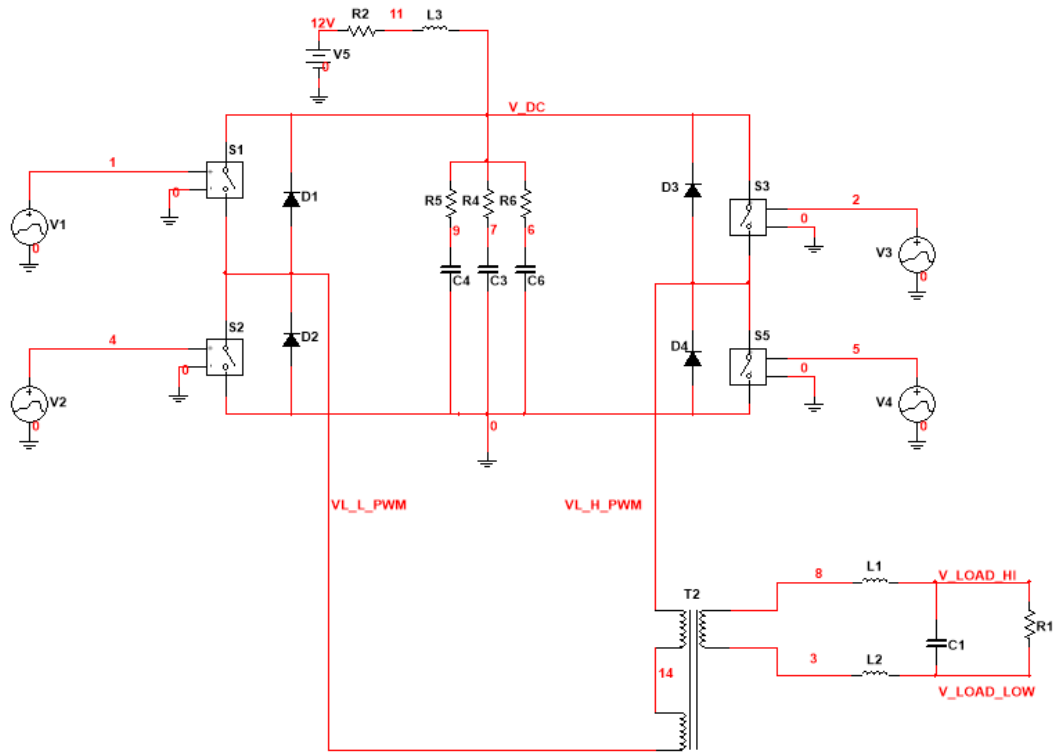 12V
R2
11
L3
V5
0
V_DC
S1
1
0
V1
0
D1
R5
R4
R6
9
7
6
C4
C3
C6
D3
S3
2
0
V3
0
S2
4
0
V2
0
D2
D4
S5
5
0
V4
0
0
VL_L_PWM
VL_H_PWM
T2
14
8
L1
V_LOAD_HI
C1
R1
3
L2
V_LOAD_LOW